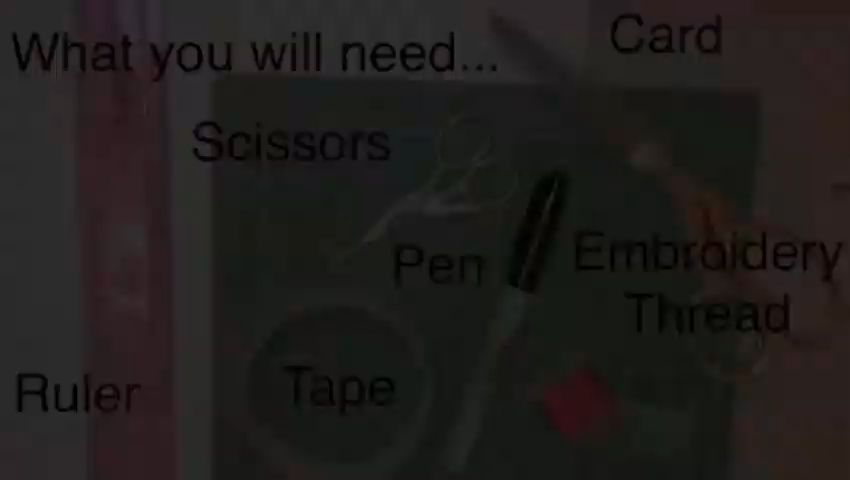 What you will need...
Card
Scissors
Pen
Embroidery
Thread
Ruler
Tape